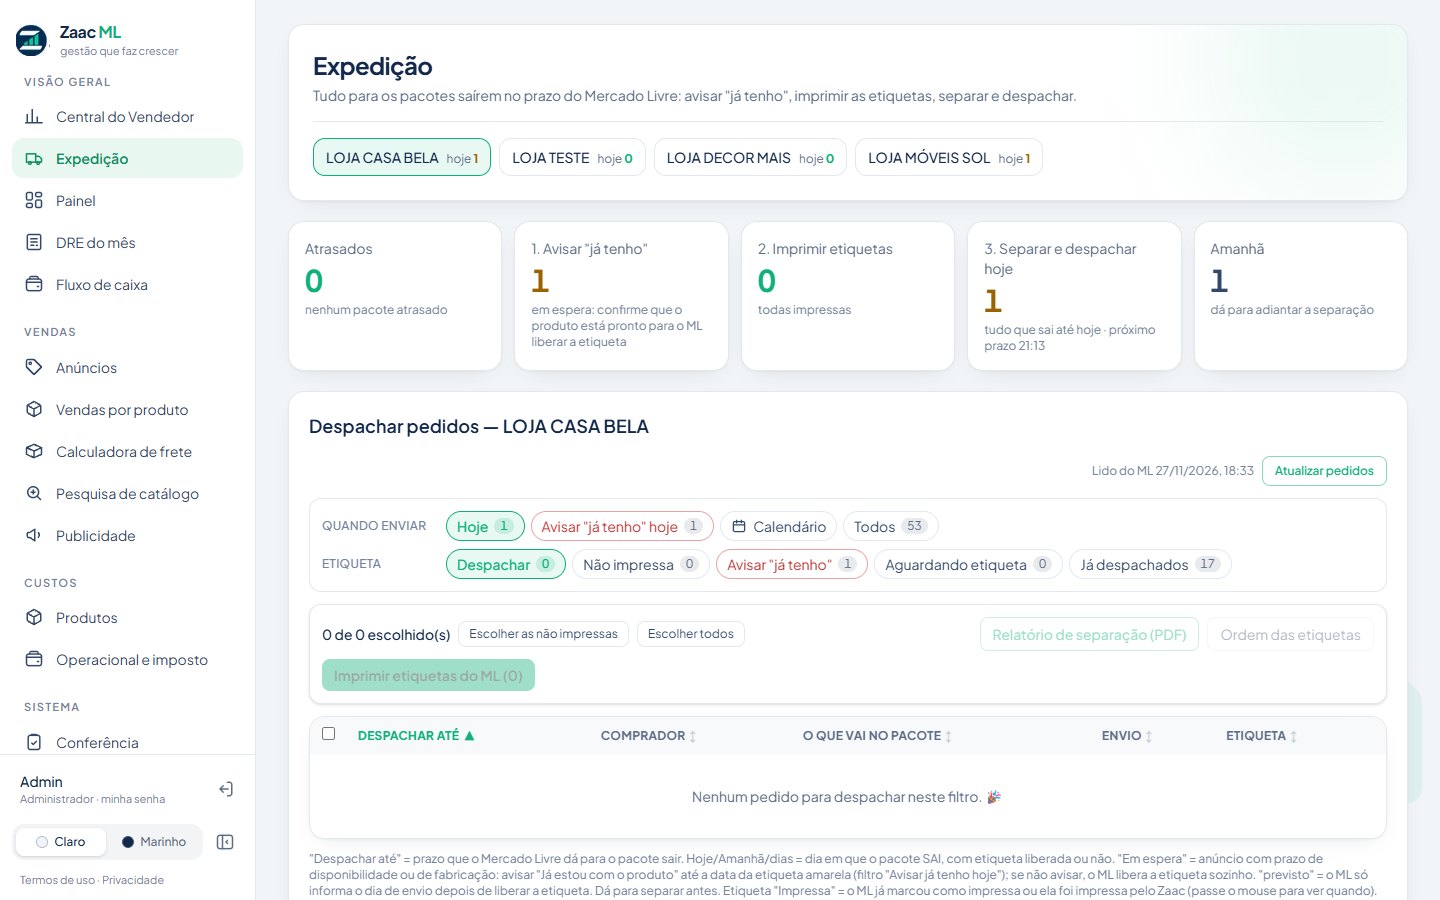 Zaac ML
gestão que faz crescer
VISÃO GERAL
Central do Vendedor
Expedição
Painel
DRE do mês
Fluxo de caixa
VENDAS
Anúncios
Vendas por produto
Calculadora de frete
Pesquisa de catálogo
Publicidade
CUSTOS
Produtos
Operacional e imposto
SISTEMA
Conferência
Admin
Administrador · minha senha
Claro
Marinho
Termos de uso · Privacidade
Expedição
Tudo para os pacotes saírem no prazo do Mercado Livre: avisar "já tenho", imprimir as etiquetas, separar e despachar.
LOJA CASA BELA hoje 1
LOJA TESTE hoje 0
LOJA DECOR MAIS hoje 0
LOJA MÓVEIS SOL hoje 1
Atrasados
0
nenhum pacote atrasado
1. Avisar "já tenho"
1
em espera: confirme que o
produto está pronto para o ML
liberar a etiqueta
2. Imprimir etiquetas
0
todas impressas
3. Separar e despachar
hoje
1
tudo que sai até hoje · próximo
prazo 21:13
Amanhã
1
dá para adiantar a separação
Despachar pedidos — LOJA CASA BELA
Lido do ML 27/11/2026, 18:33
Atualizar pedidos
QUANDO ENVIAR
Hoje 1
Avisar "já tenho" hoje 1
Calendário
Todos 53
ETIQUETA
Despachar 0
Não impressa 0
Avisar "já tenho" 1
Aguardando etiqueta 0
Já despachados 17
0 de 0 escolhido(s)
Escolher as não impressas
Escolher todos
Relatório de separação (PDF)
Ordem das etiquetas
Imprimir etiquetas do ML (0)
DESPACHAR ATÉ ▲
COMPRADOR ↕
O QUE VAI NO PACOTE ↕
ENVIO ↕
ETIQUETA ↕
Nenhum pedido para despachar neste filtro. 🎉
"Despachar até" = prazo que o Mercado Livre dá para o pacote sair. Hoje/Amanhã/dias = dia em que o pacote SAI, com etiqueta liberada ou não. "Em espera" = anúncio com prazo de
disponibilidade ou de fabricação: avisar "Já estou com o produto" até a data da etiqueta amarela (filtro "Avisar já tenho hoje"); se não avisar, o ML libera a etiqueta sozinho. "previsto" = o ML só
informa o dia de envio depois de liberar a etiqueta. Dá para separar antes. Etiqueta "Impressa" = o ML já marcou como impressa ou ela foi impressa pelo Zaac (passe o mouse para ver quando).